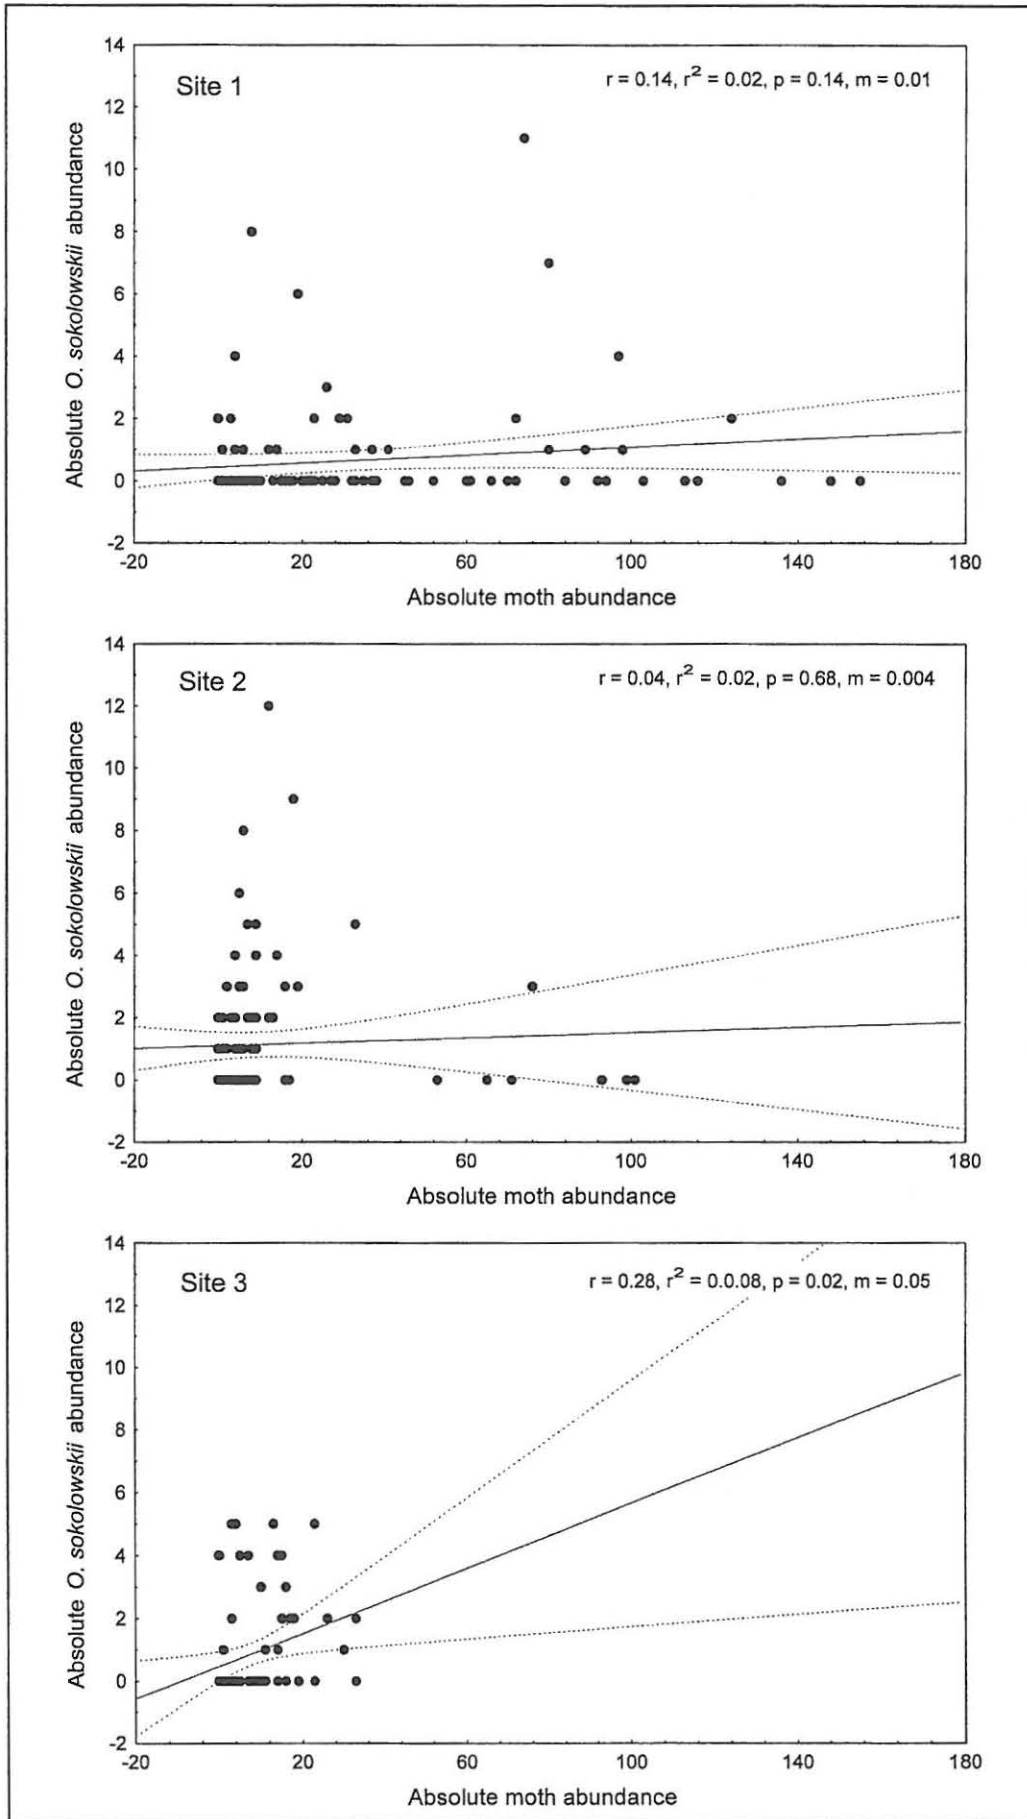 Site 1
r = 0.14, r² = 0.02, p = 0.14, m = 0.01
Absolute O. sokolowskii abundance
14
12
10
8
6
4
2
0
-2
-20 20 60 100 140 180
Absolute moth abundance
Site 2
r = 0.04, r² = 0.02, p = 0.68, m = 0.004
Absolute O. sokolowskii abundance
14
12
10
8
6
4
2
0
-2
-20 20 60 100 140 180
Absolute moth abundance
Site 3
r = 0.28, r² = 0.0.08, p = 0.02, m = 0.05
Absolute O. sokolowskii abundance
14
12
10
8
6
4
2
0
-2
-20 20 60 100 140 180
Absolute moth abundance